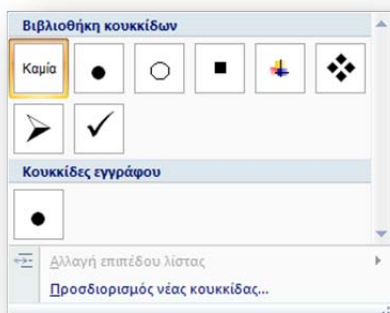 Βιβλιοθήκη κουκκίδων
Καμία
Κουκκίδες εγγράφου
Αλλαγή επιπέδου λίστας
Προσδιορισμός νέας κουκκίδας...